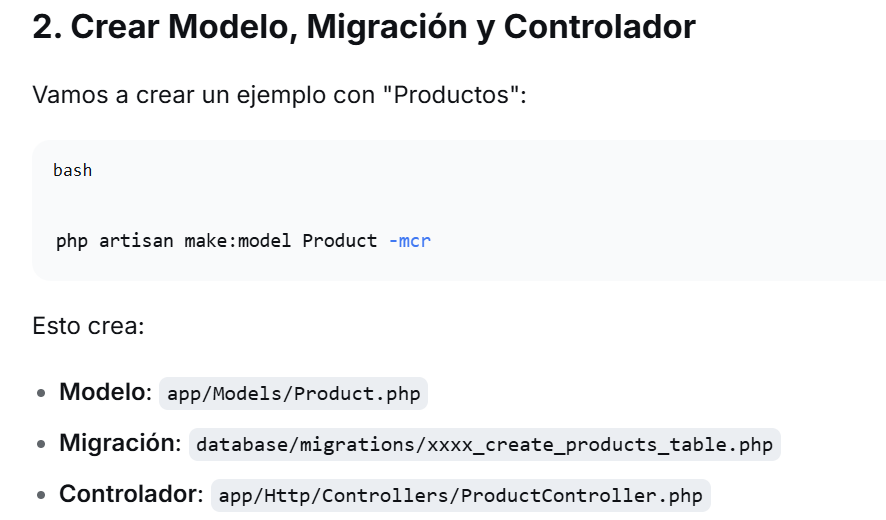 2. Crear Modelo, Migración y Controlador
Vamos a crear un ejemplo con "Productos":
bash
php artisan make:model Product -mcr
Esto crea:
• Modelo: app/Models/Product.php
• Migración: database/migrations/xxxx_create_products_table.php
• Controlador: app/Http/Controllers/ProductController.php